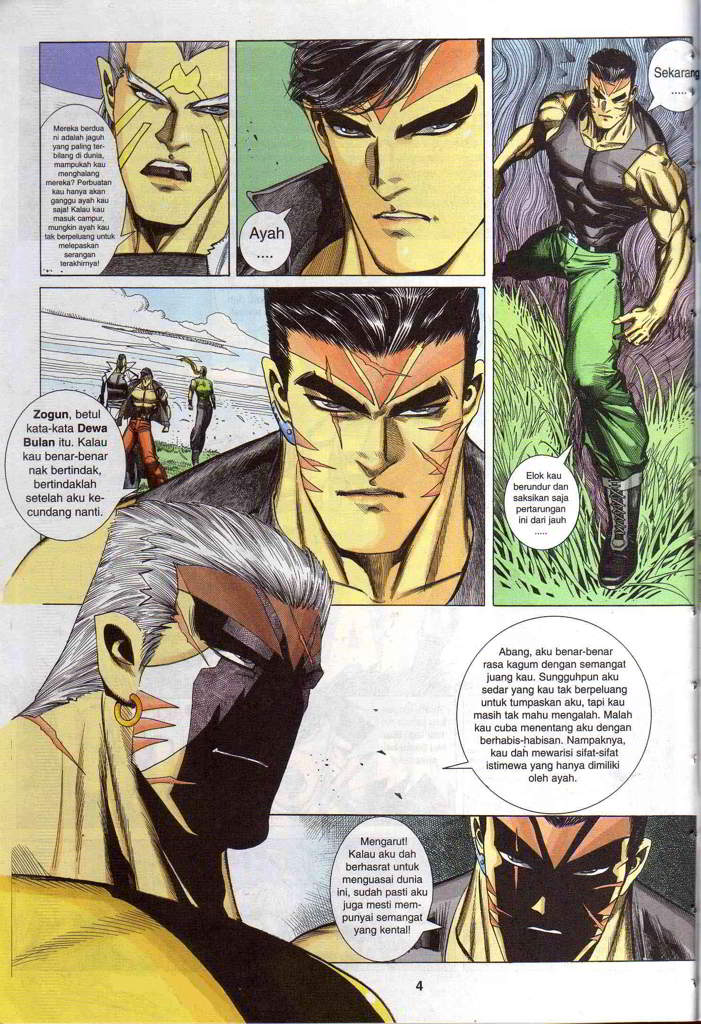 Mereka berdua
ni adalah jaguh
yang paling ter-
bilang di dunia,
mampukah kau
menghalang
mereka? Perbuatan
kau hanya akan
ganggu ayah kau
saja! Kalau kau
masuk campur,
mungkin ayah kau
tak berpeluang untuk
melepaskan
serangan
terakhirnya!
Ayah
....
Sekarang
.....
Zogun, betul
kata-kata Dewa
Bulan itu. Kalau
kau benar-benar
nak bertindak,
bertindaklah
setelah aku ke-
cundang nanti.
Elok kau
berundur dan
saksikan saja
pertarungan
ini dari jauh
.....
Abang, aku benar-benar
rasa kagum dengan semangat
juang kau. Sungguhpun aku
sedar yang kau tak berpeluang
untuk tumpaskan aku, tapi kau
masih tak mahu mengalah. Malah
kau cuba menentang aku dengan
berhabis-habisan. Nampaknya,
kau dah mewarisi sifat-sifat
istimewa yang hanya dimiliki
oleh ayah.
Mengarut!
Kalau aku dah
berhasrat untuk
menguasai dunia
ini, sudah pasti aku
juga mesti mem-
punyai semangat
yang kental!
4